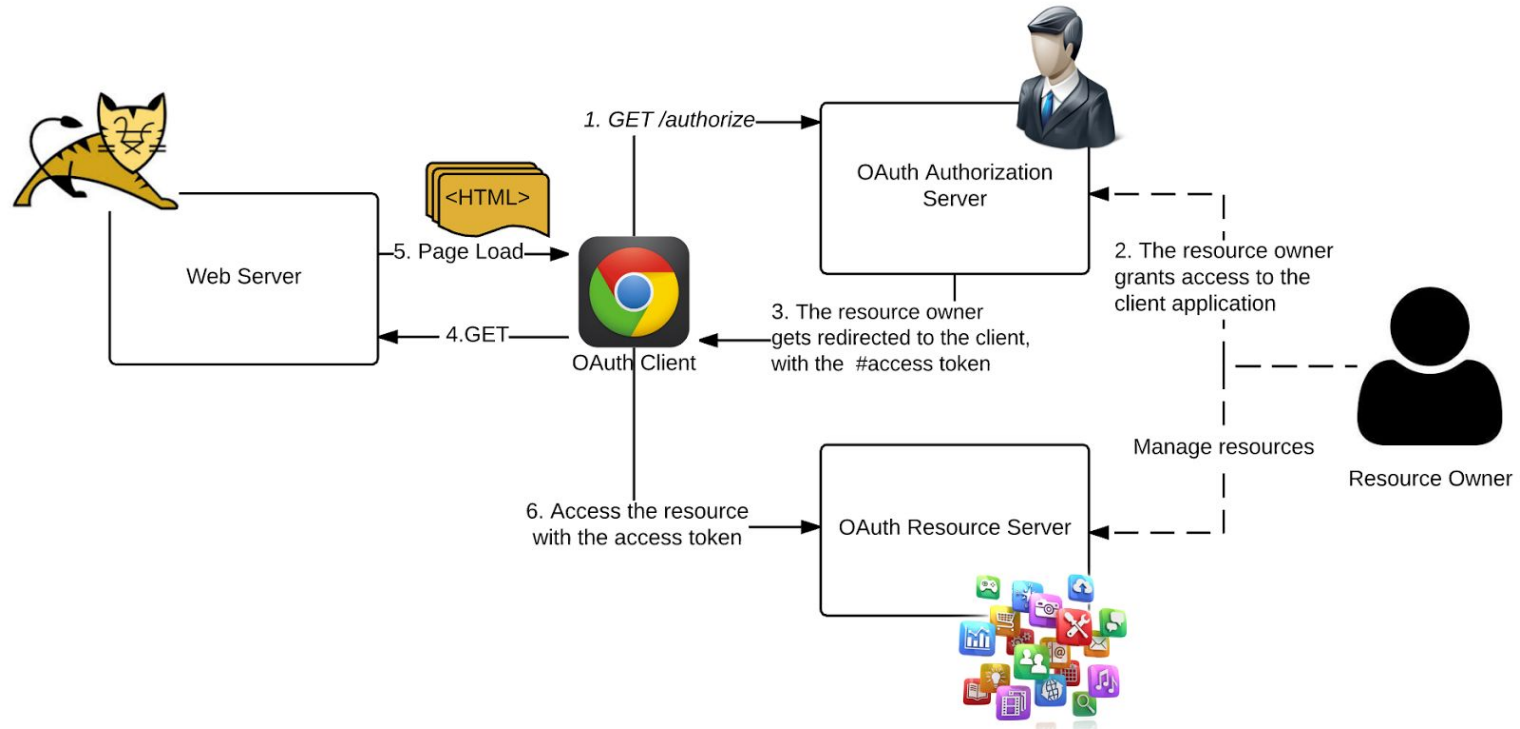 1. GET /authorize
OAuth Authorization
Server
<HTML>
5. Page Load
Web Server
4.GET
OAuth Client
2. The resource owner
grants access to the
client application
3. The resource owner
gets redirected to the client,
with the  #access token
Manage resources
Resource Owner
6. Access the resource
with the access token
OAuth Resource Server